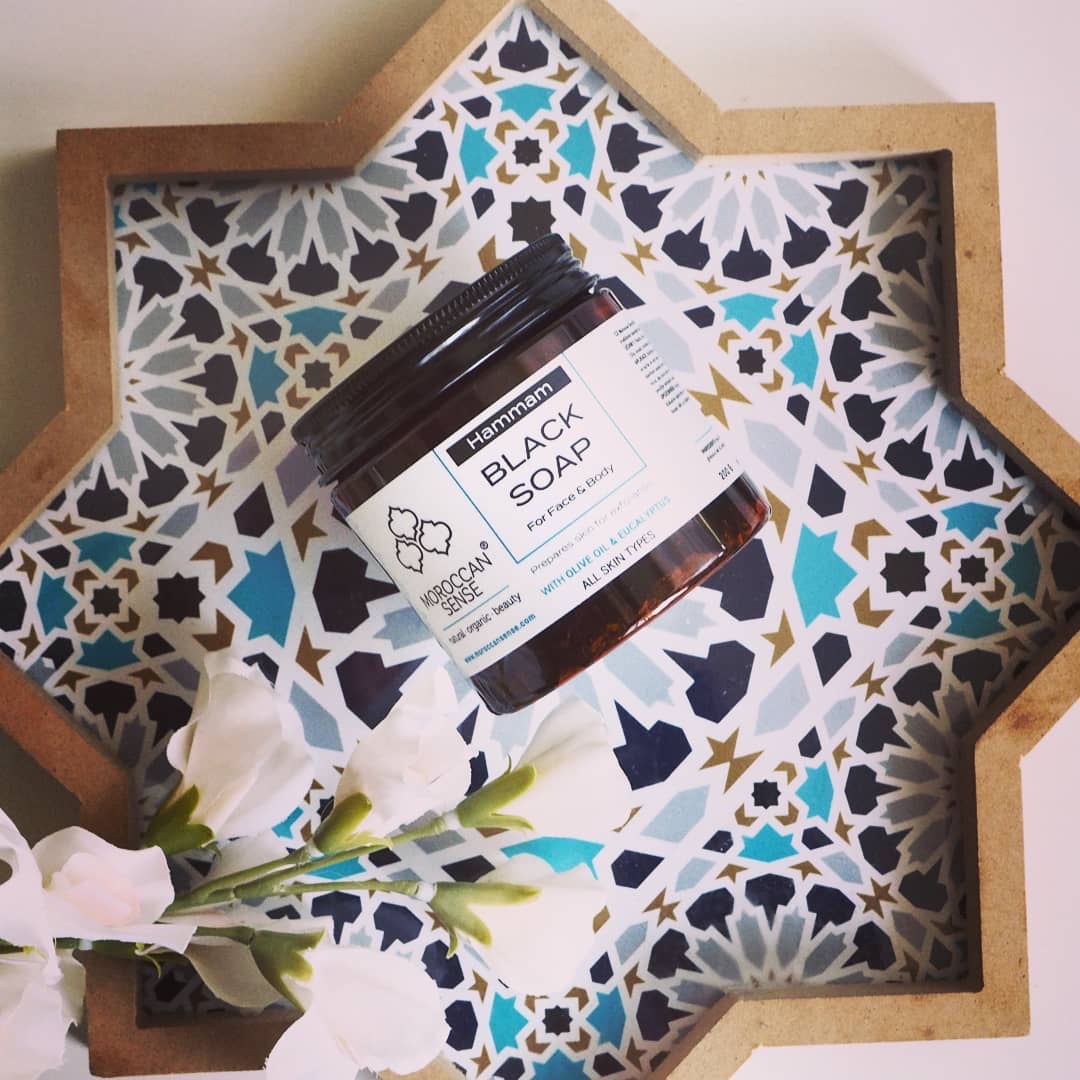 Hammam
BLACK
SOAP
For Face & Body
Prepares skin for exfoliation
WITH OLIVE OIL & EUCALYPTUS
ALL SKIN TYPES
MOROCCAN
SENSE®
natural · organic · beauty
www.moroccansense.com
200